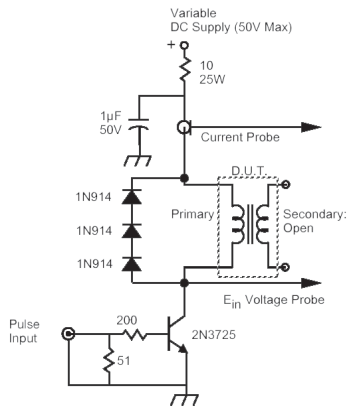 Variable
DC Supply (50V Max)
+
10
25W
1µF
50V
Current Probe
D.U.T.
1N914
Primary
Secondary:
Open
1N914
1N914
Ein Voltage Probe
Pulse
Input
200
2N3725
51